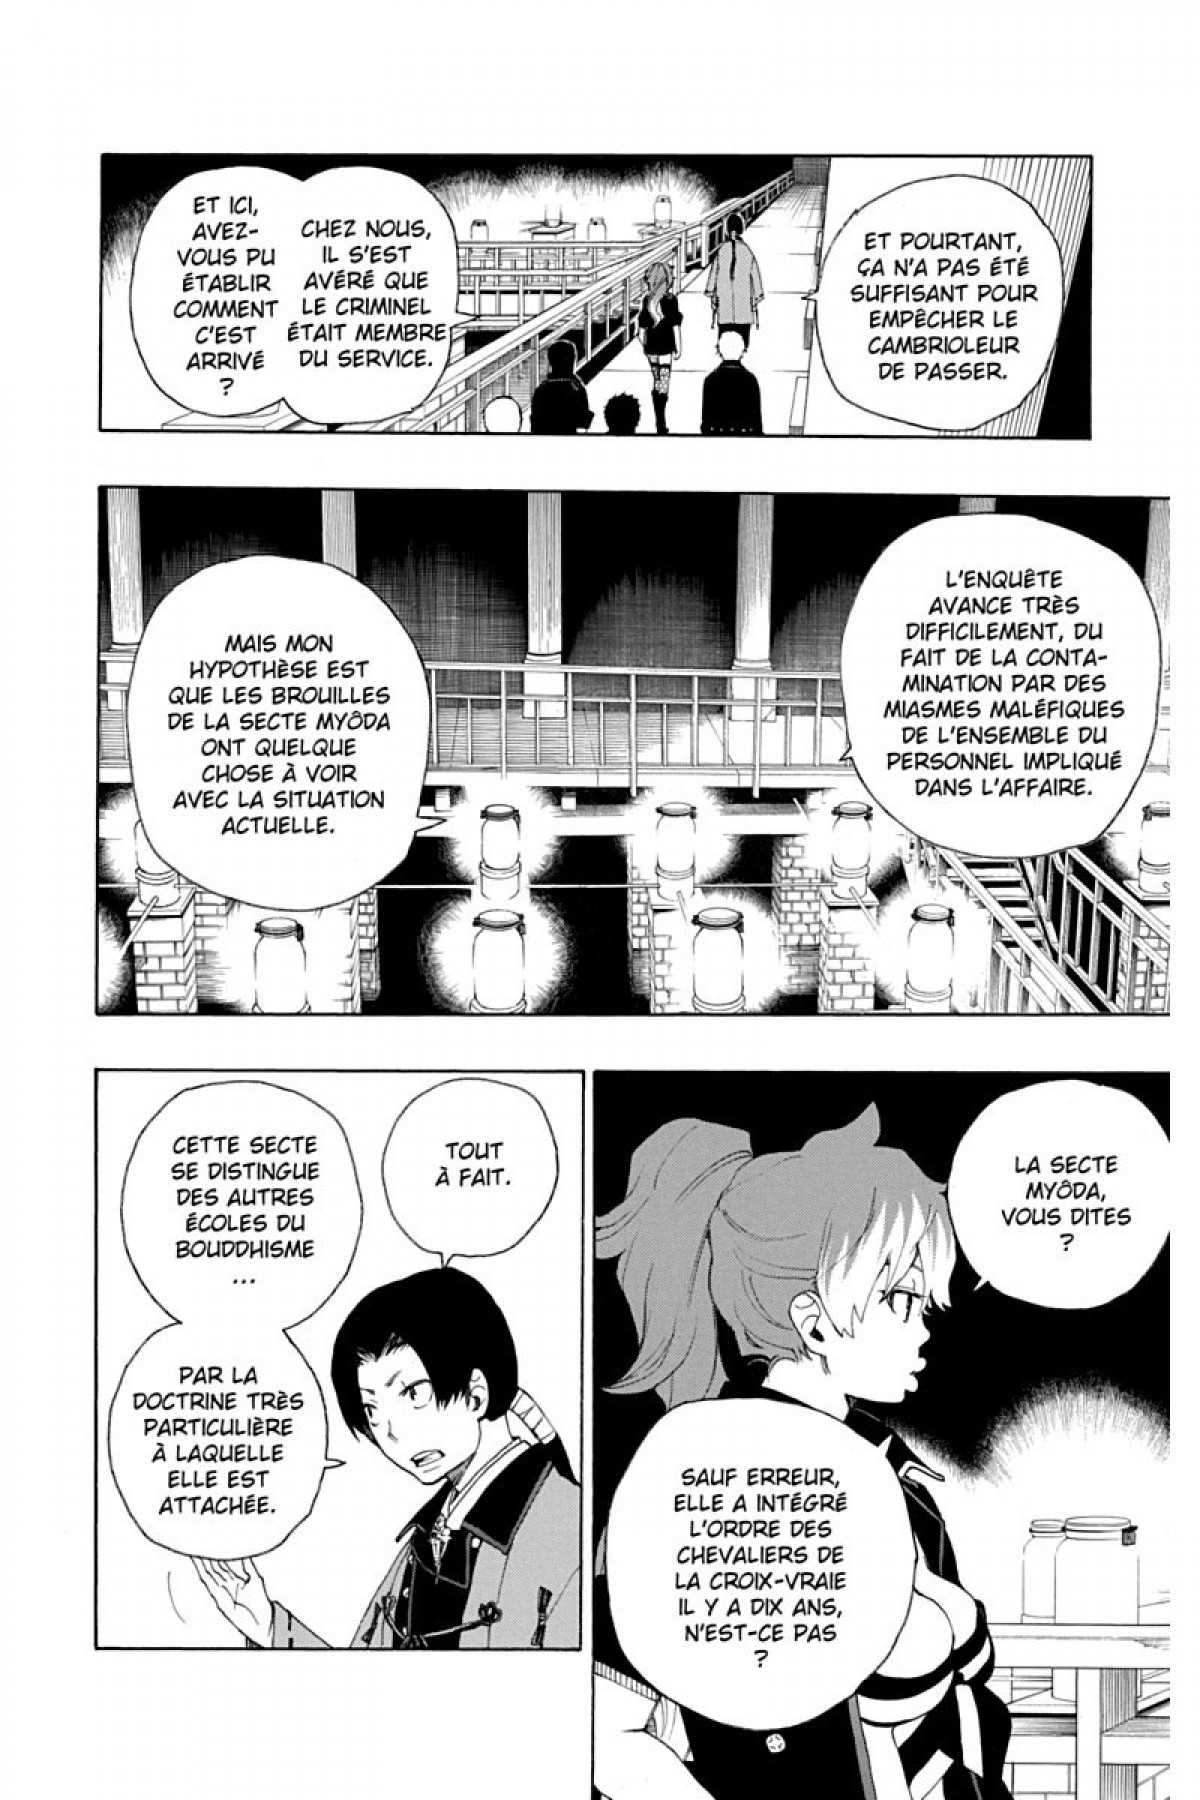 ET POURTANT,
ÇA N'A PAS ÉTÉ
SUFFISANT POUR
EMPÊCHER LE
CAMBRIOLEUR
DE PASSER.
CHEZ NOUS,
IL S'EST
AVÉRÉ QUE
LE CRIMINEL
ÉTAIT MEMBRE
DU SERVICE.
ET ICI,
AVEZ-
VOUS PU
ÉTABLIR
COMMENT
C'EST
ARRIVÉ
?
L'ENQUÊTE
AVANCE TRÈS
DIFFICILEMENT, DU
FAIT DE LA CONTA-
MINATION PAR DES
MIASMES MALÉFIQUES
DE L'ENSEMBLE DU
PERSONNEL IMPLIQUÉ
DANS L'AFFAIRE.
MAIS MON
HYPOTHÈSE EST
QUE LES BROUILLES
DE LA SECTE MYÔDA
ONT QUELQUE
CHOSE À VOIR
AVEC LA SITUATION
ACTUELLE.
LA SECTE
MYÔDA,
VOUS DITES
?
SAUF ERREUR,
ELLE A INTÉGRÉ
L'ORDRE DES
CHEVALIERS DE
LA CROIX-VRAIE
IL Y A DIX ANS,
N'EST-CE PAS
?
TOUT
À FAIT.
CETTE SECTE
SE DISTINGUE
DES AUTRES
ÉCOLES DU
BOUDDHISME
...
PAR LA
DOCTRINE TRÈS
PARTICULIÈRE
À LAQUELLE
ELLE EST
ATTACHÉE.